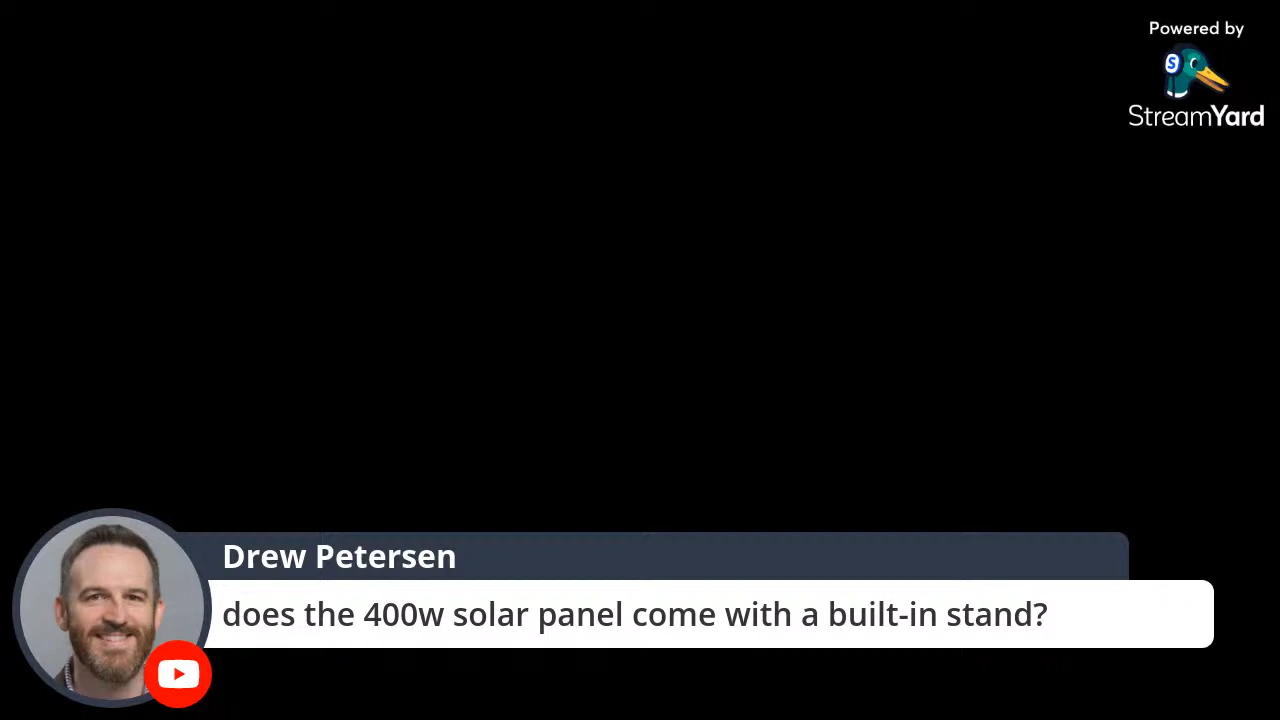 Powered by
S
StreamYard
Drew Petersen
does the 400w solar panel come with a built-in stand?